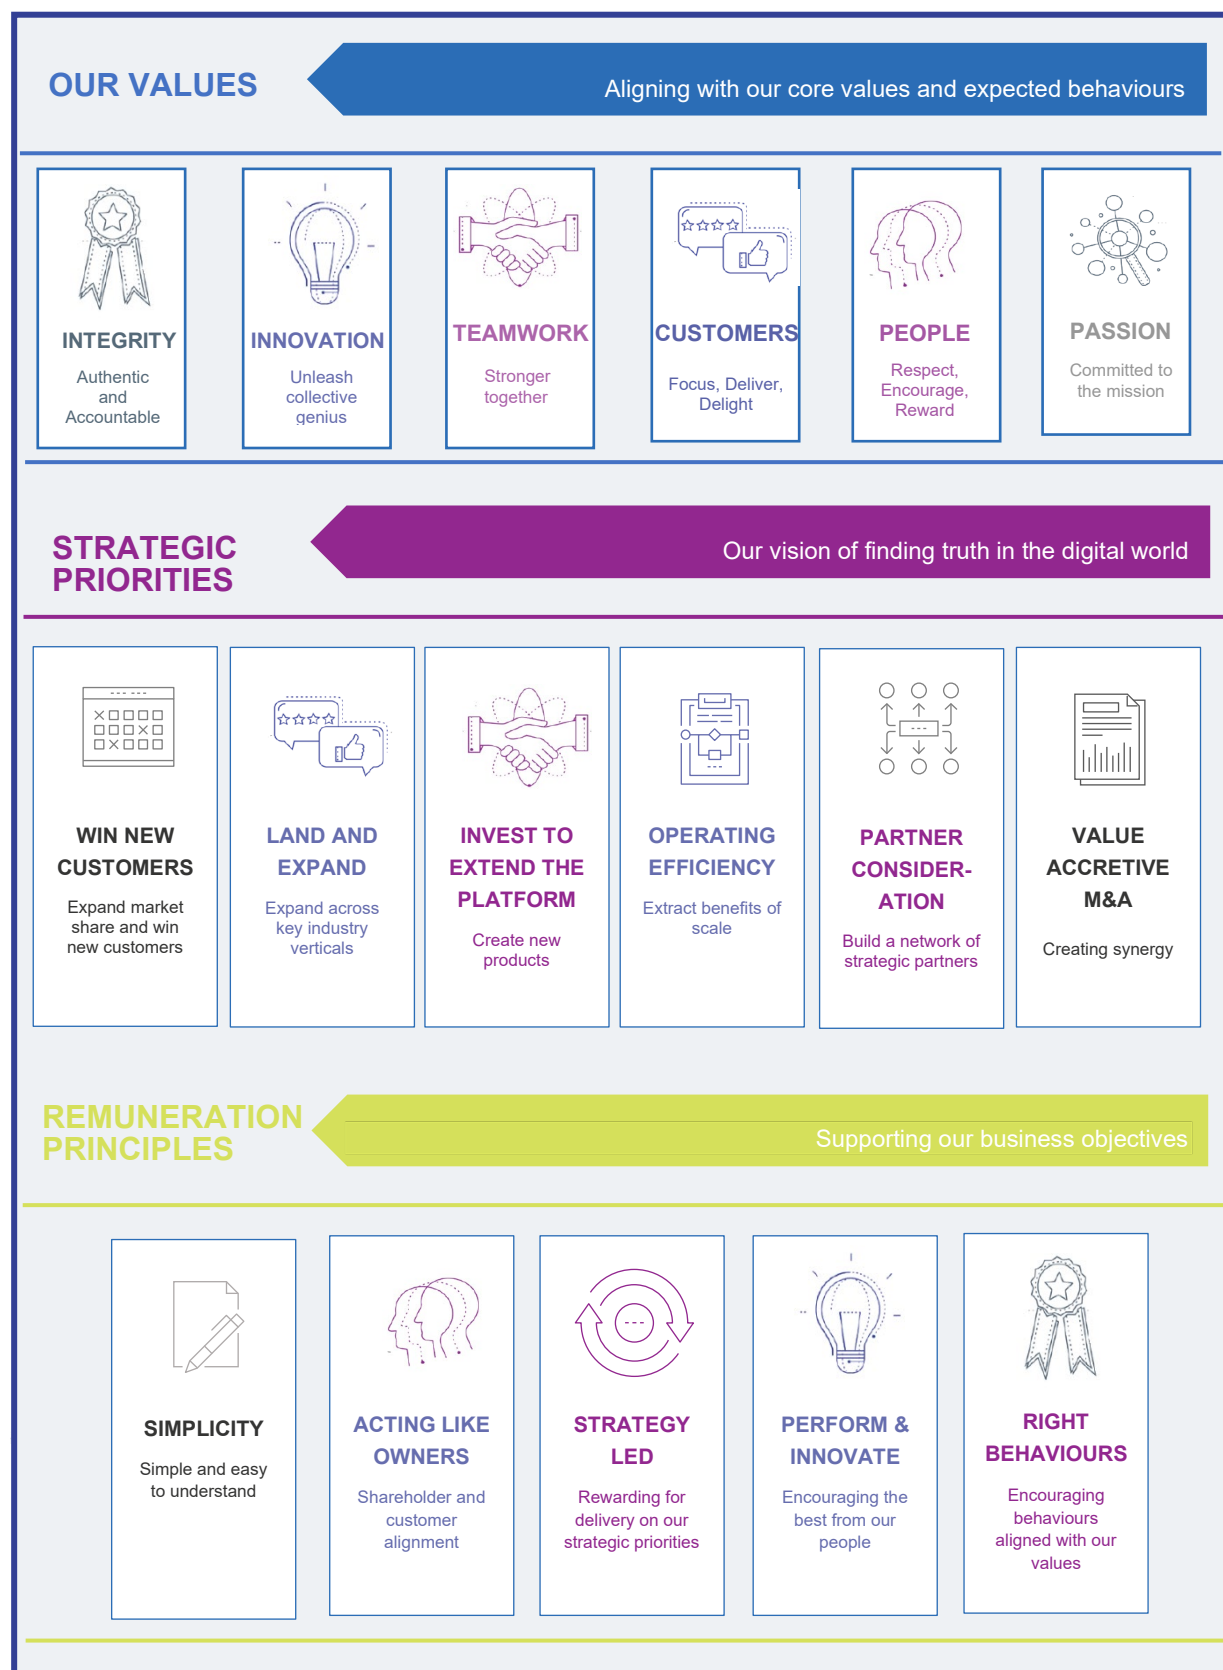 OUR VALUES
Aligning with our core values and expected behaviours
INTEGRITY
Authentic
and
Accountable
INNOVATION
Unleash
collective
genius
TEAMWORK
Stronger
together
CUSTOMERS
Focus, Deliver,
Delight
PEOPLE
Respect,
Encourage,
Reward
PASSION
Committed to
the mission
STRATEGIC
PRIORITIES
Our vision of finding truth in the digital world
WIN NEW
CUSTOMERS
Expand market
share and win
new customers
LAND AND
EXPAND
Expand across
key industry
verticals
INVEST TO
EXTEND THE
PLATFORM
Create new
products
OPERATING
EFFICIENCY
Extract benefits of
scale
PARTNER
CONSIDER-
ATION
Build a network of
strategic partners
VALUE
ACCRETIVE
M&A
Creating synergy
REMUNERATION
PRINCIPLES
Supporting our business objectives
SIMPLICITY
Simple and easy
to understand
ACTING LIKE
OWNERS
Shareholder and
customer
alignment
STRATEGY
LED
Rewarding for
delivery on our
strategic priorities
PERFORM &
INNOVATE
Encouraging the
best from our
people
RIGHT
BEHAVIOURS
Encouraging
behaviours
aligned with our
values